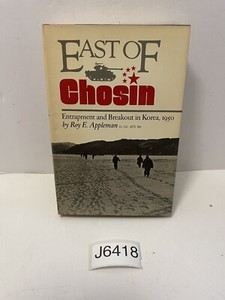 EAST OF
Chosin
Entrapment and Breakout in Korea, 1950
by Roy E. Appleman
J6418